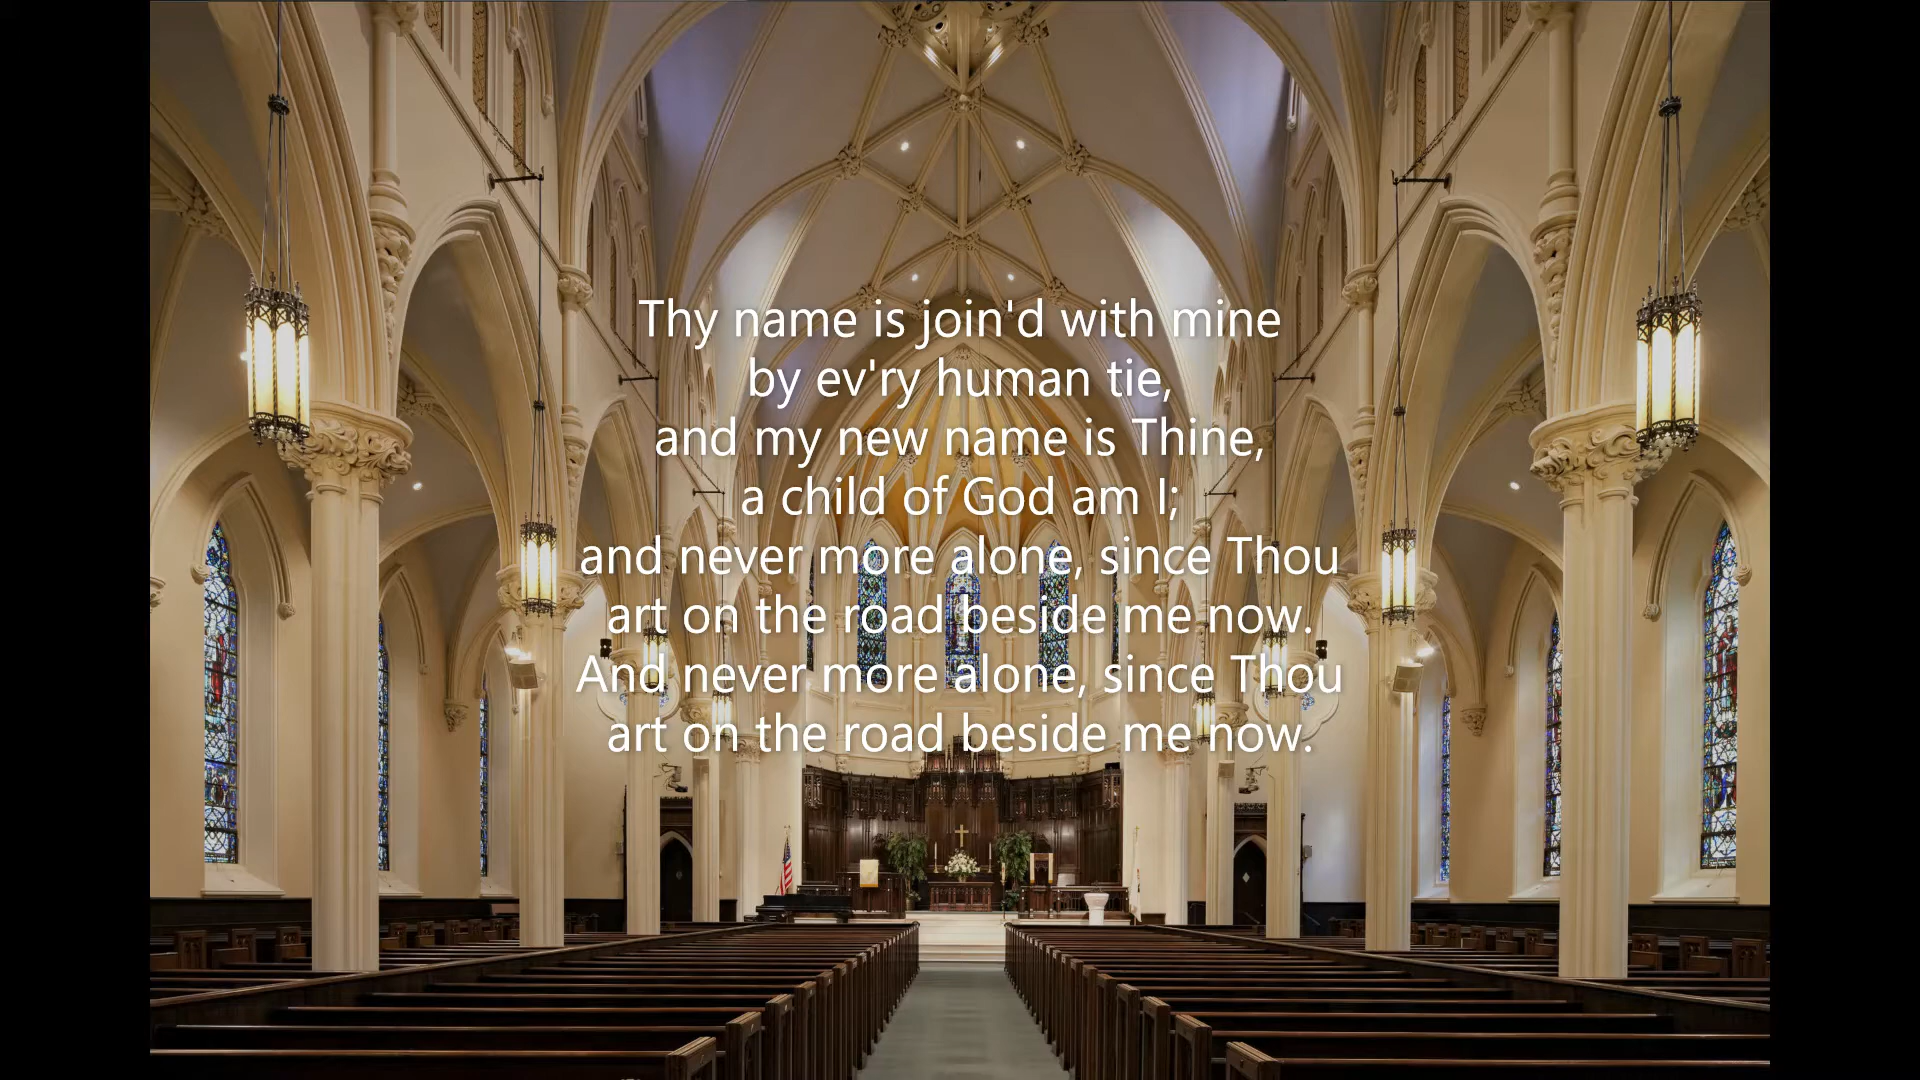 Thy name is join'd with mine
by ev'ry human tie,
and my new name is Thine,
a child of God am I;
and never more alone, since Thou
art on the road beside me now.
And never more alone, since Thou
art on the road beside me now.